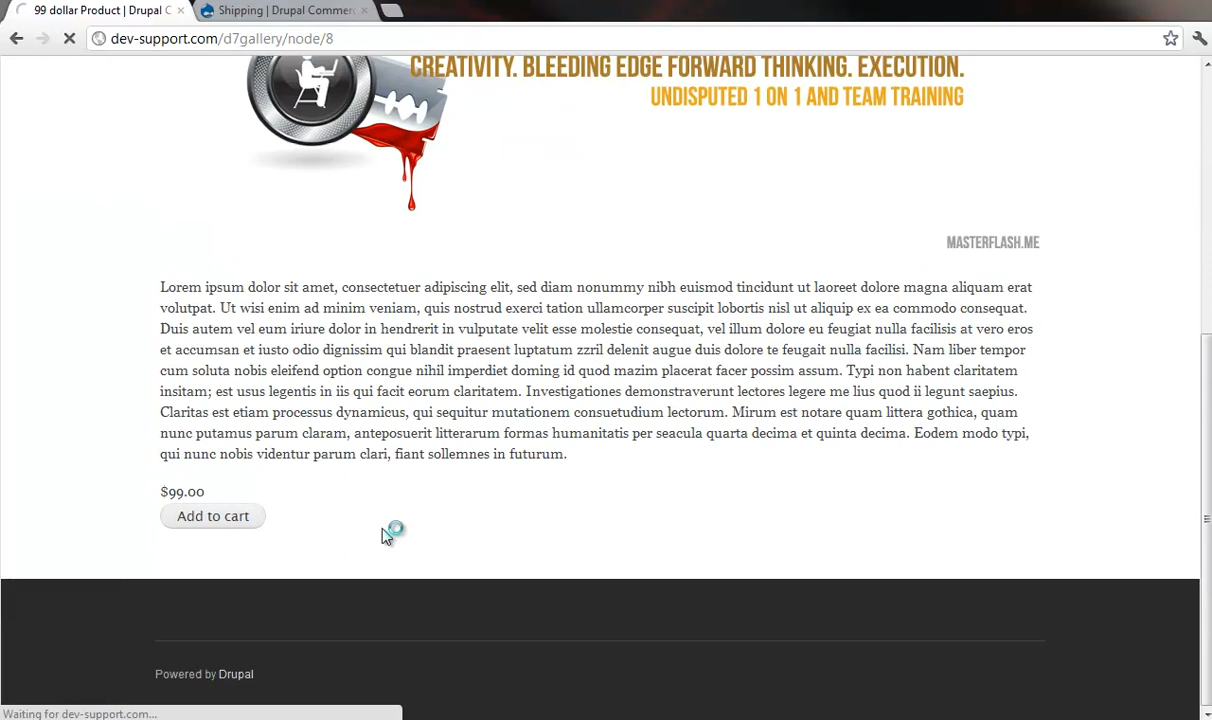 99 dollar Product | Drupal C
Shipping | Drupal Commerc
dev-support.com/d7gallery/node/8
CREATIVITY. BLEEDING EDGE FORWARD THINKING. EXECUTION.
UNDISPUTED 1 ON 1 AND TEAM TRAINING
MASTERFLASH.ME
Lorem ipsum dolor sit amet, consectetuer adipiscing elit, sed diam nonummy nibh euismod tincidunt ut laoreet dolore magna aliquam erat
volutpat. Ut wisi enim ad minim veniam, quis nostrud exerci tation ullamcorper suscipit lobortis nisl ut aliquip ex ea commodo consequat.
Duis autem vel eum iriure dolor in hendrerit in vulputate velit esse molestie consequat, vel illum dolore eu feugiat nulla facilisis at vero eros
et accumsan et iusto odio dignissim qui blandit praesent luptatum zzril delenit augue duis dolore te feugait nulla facilisi. Nam liber tempor
cum soluta nobis eleifend option congue nihil imperdiet doming id quod mazim placerat facer possim assum. Typi non habent claritatem
insitam; est usus legentis in iis qui facit eorum claritatem. Investigationes demonstraverunt lectores legere me lius quod ii legunt saepius.
Claritas est etiam processus dynamicus, qui sequitur mutationem consuetudium lectorum. Mirum est notare quam littera gothica, quam
nunc putamus parum claram, anteposuerit litterarum formas humanitatis per seacula quarta decima et quinta decima. Eodem modo typi,
qui nunc nobis videntur parum clari, fiant sollemnes in futurum.
$99.00
Add to cart
Powered by Drupal
Waiting for dev-support.com...